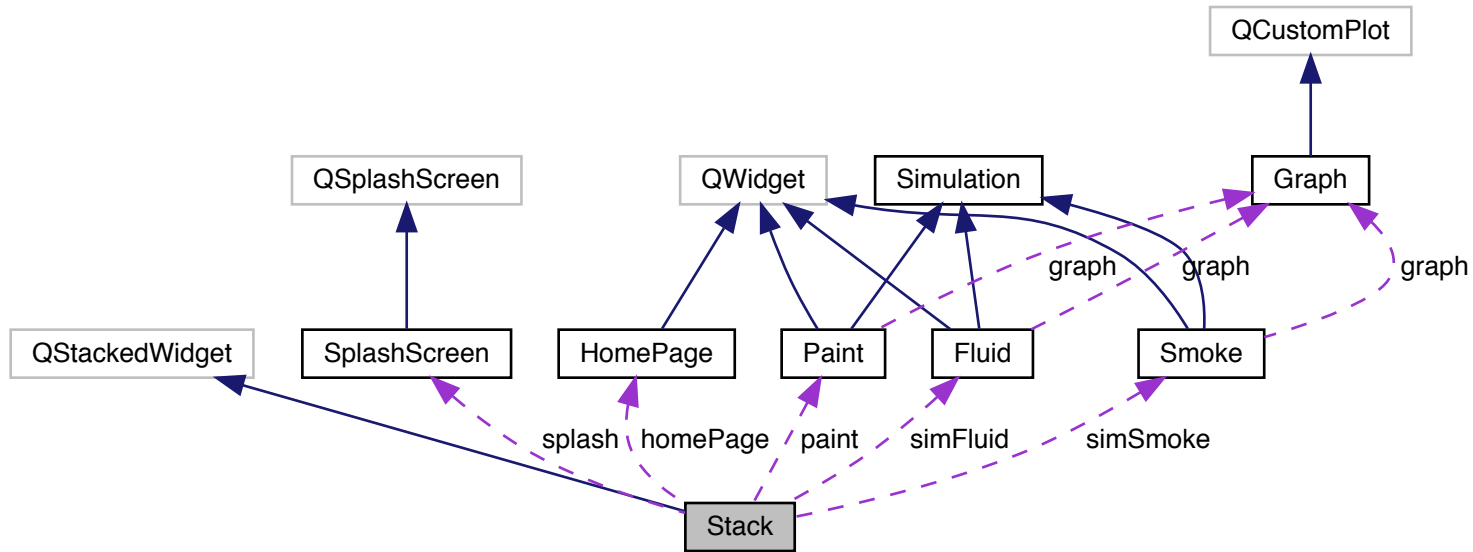 QCustomPlot
QSplashScreen
QWidget
Simulation
Graph
graph
graph
graph
QStackedWidget
SplashScreen
HomePage
Paint
Fluid
Smoke
splash
homePage
paint
simFluid
simSmoke
Stack